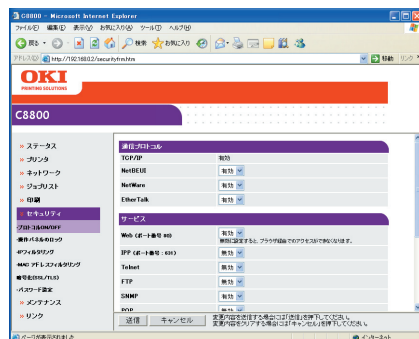 C8800 - Microsoft Internet Explorer
ファイル(F) 編集(E) 表示(V) お気に入り(A) ツール(T) ヘルプ(H)
戻る 検索 お気に入り
アドレス(D) http://192.168.0.2/securityfrm.htm 移動 リンク
OKI
PRINTING SOLUTIONS
C8800
» ステータス
» プリンタ
» ネットワーク
» ジョブリスト
» 印刷
» セキュリティ
・プロトコルON/OFF
・操作パネルのロック
・IPフィルタリング
・MAC アドレスフィルタリング
暗号化(SSL/TLS)
・パスワード設定
» メンテナンス
» リンク
通信プロトコル
TCP/IP 有効
NetBEUI 有効
NetWare 有効
EtherTalk 有効
サービス
Web (ポート番号 80) 有効
無効に設定すると、ブラウザ経由でのアクセスができなくなります。
IPP (ポート番号 : 631) 無効
Telnet 無効
FTP 無効
SNMP 有効
POP 無効
送信 キャンセル
変更内容を送信する場合には「送信」を押下してください。
変更内容をクリアする場合には「キャンセル」を押下してください。
ページが表示されました
インターネット